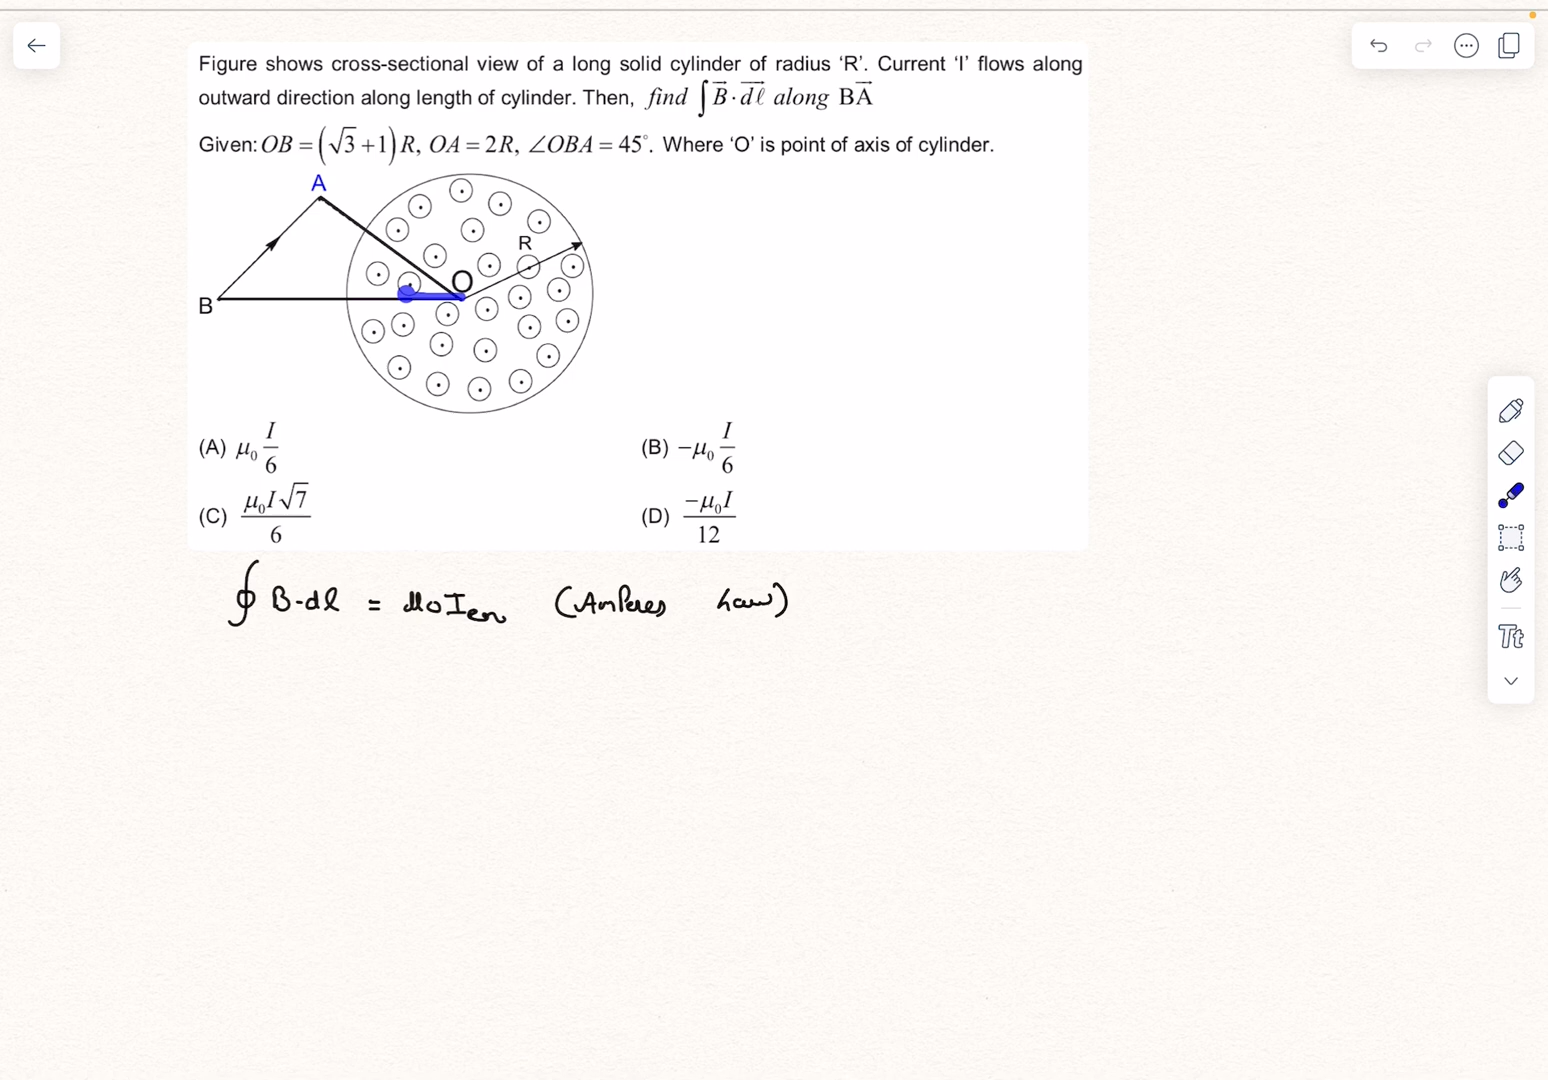 Figure shows cross-sectional view of a long solid cylinder of radius ‘R’. Current ‘I’ flows along
outward direction along length of cylinder. Then, find ∫B⃗·dℓ⃗ along BA⃗
Given: OB = (√3+1)R, OA = 2R, ∠OBA = 45°. Where ‘O’ is point of axis of cylinder.
A
R
O
B
(A) μ₀ I/6
(B) −μ₀ I/6
(C) μ₀I√7/6
(D) −μ₀I/12
∮ B·dl = μ₀Ien (Amperes Law)
Tt